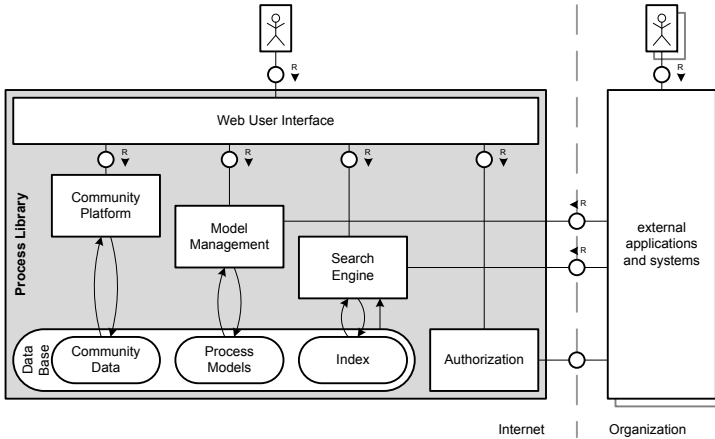 R
R
Web User Interface
R
R
R
R
Community
Platform
Model
Management
Search
Engine
R
R
external
applications
and systems
Process Library
Data
Base
Community
Data
Process
Models
Index
Authorization
Internet
Organization